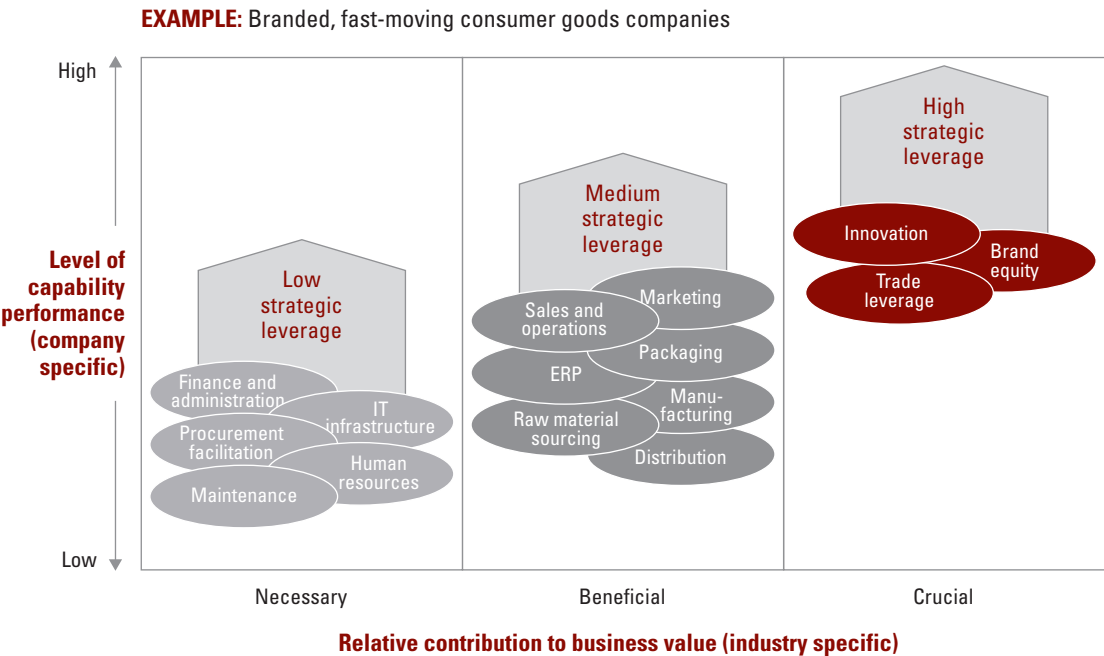 EXAMPLE: Branded, fast-moving consumer goods companies
High
Level of
capability
performance
(company
specific)
Low
Low
strategic
leverage
Finance and
administration
IT
infrastructure
Procurement
facilitation
Human
resources
Maintenance
Medium
strategic
leverage
Marketing
Sales and
operations
Packaging
ERP
Manu-
facturing
Raw material
sourcing
Distribution
High
strategic
leverage
Innovation
Brand
equity
Trade
leverage
Necessary
Beneficial
Crucial
Relative contribution to business value (industry specific)